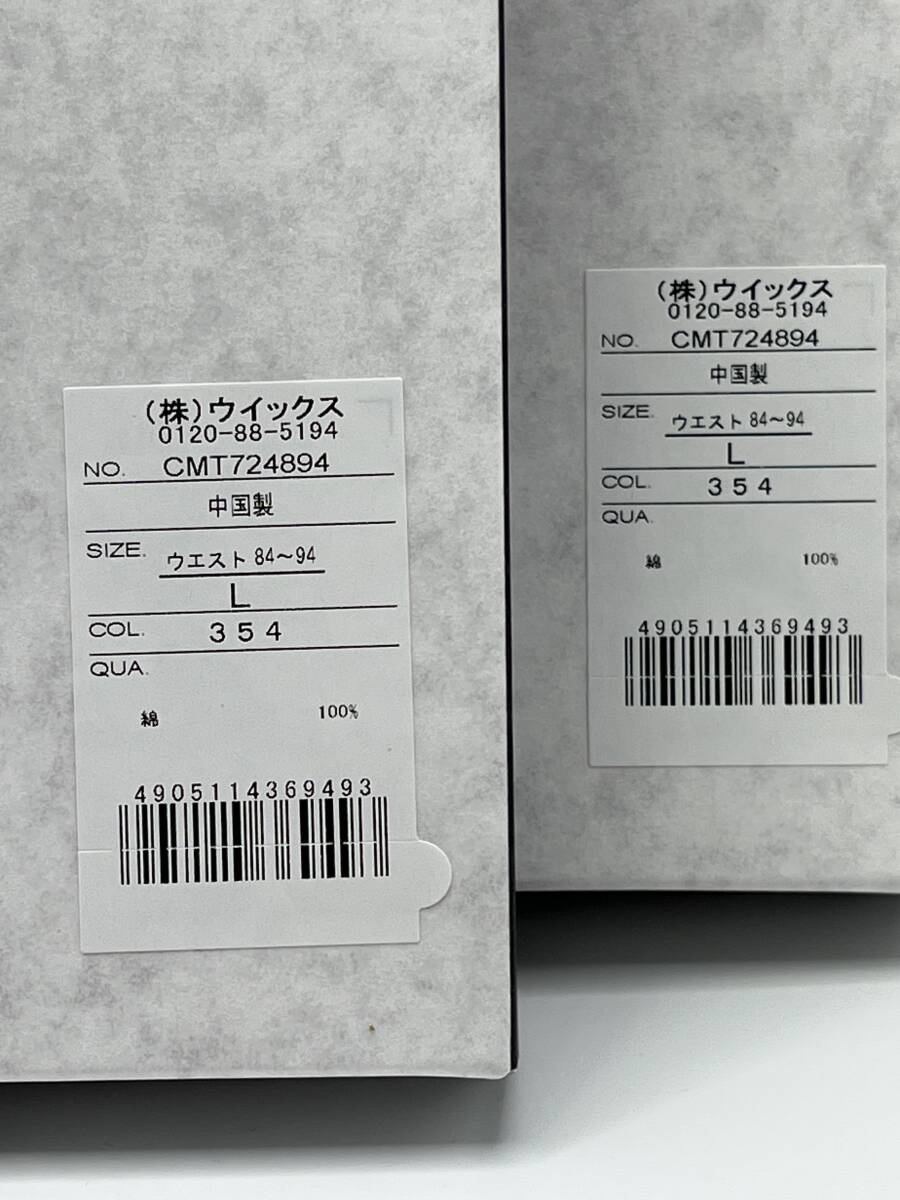 (株)ウイックス
0120-88-5194
NO. CMT724894
中国製
SIZE. ウエスト 84～94
L
COL. 354
QUA.
綿 100%
4905114369493
(株)ウイックス
0120-88-5194
NO. CMT724894
中国製
SIZE. ウエスト 84～94
L
COL. 354
QUA.
綿 100%
4905114369493